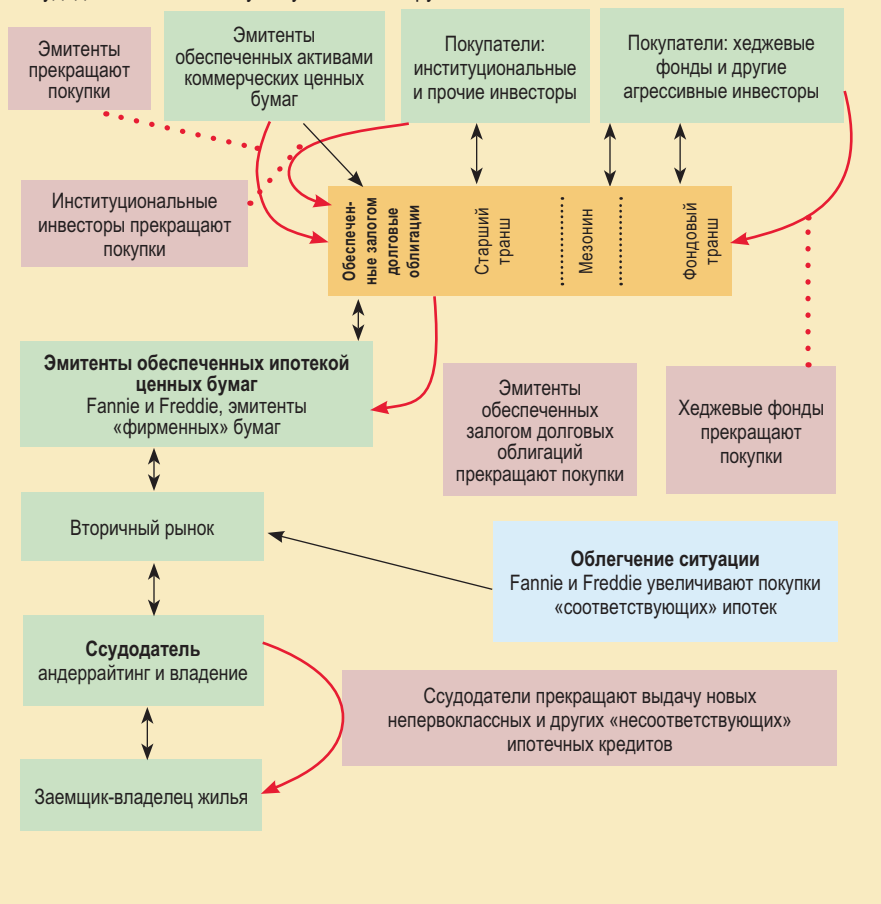 Эмитенты
прекращают
покупки
Эмитенты
обеспеченных активами
коммерческих ценных
бумаг
Покупатели:
институциональные
и прочие инвесторы
Покупатели: хеджевые
фонды и другие
агрессивные инвесторы
Институциональные
инвесторы прекращают
покупки
Обеспечен-
ные залогом
долговые
облигации
Старший
транш
Мезонин
Фондовый
транш
Эмитенты обеспеченных ипотекой
ценных бумаг
Fannie и Freddie, эмитенты
«фирменных» бумаг
Эмитенты
обеспеченных
залогом долговых
облигаций
прекращают покупки
Хеджевые фонды
прекращают
покупки
Вторичный рынок
Облегчение ситуации
Fannie и Freddie увеличивают покупки
«соответствующих» ипотек
Ссудодатель
андеррайтинг и владение
Ссудодатели прекращают выдачу новых
непервоклассных и других «несоответствующих»
ипотечных кредитов
Заемщик-владелец жилья